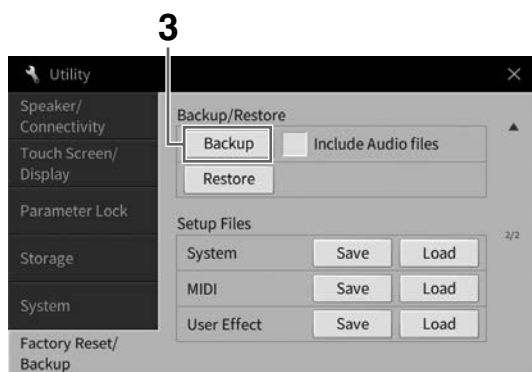 3
Utility
Speaker/
Connectivity
Touch Screen/
Display
Parameter Lock
Storage
System
Factory Reset/
Backup
Backup/Restore
Backup Include Audio files
Restore
Setup Files
System Save Load
MIDI Save Load
User Effect Save Load
2/2